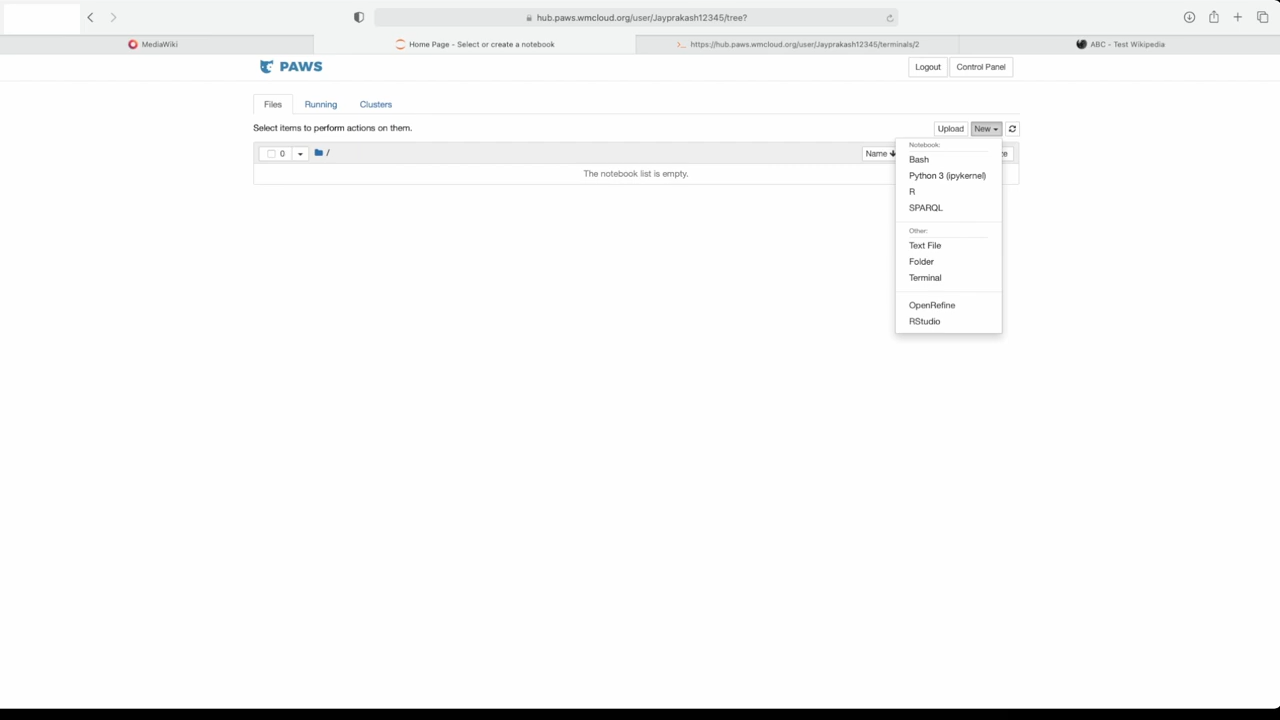 hub.paws.wmcloud.org/user/Jayprakash12345/tree?
MediaWiki
Home Page - Select or create a notebook
>_ https://hub.paws.wmcloud.org/user/Jayprakash12345/terminals/2
ABC - Test Wikipedia
PAWS
Logout
Control Panel
Files
Running
Clusters
Select items to perform actions on them.
Upload
New
0
/
Name
The notebook list is empty.
Notebook:
Bash
Python 3 (ipykernel)
R
SPARQL
Other:
Text File
Folder
Terminal
OpenRefine
RStudio